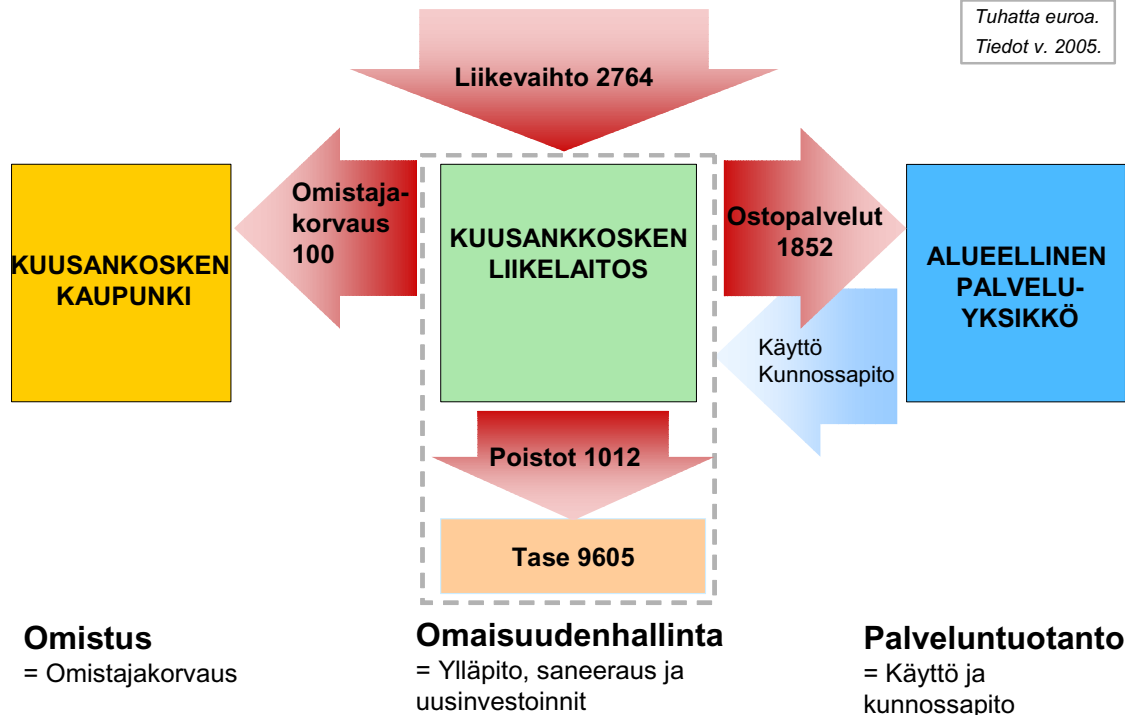 Tuhatta euroa.
Tiedot v. 2005.
Liikevaihto 2764
Omistaja-
korvaus
100
KUUSANKOSKEN
KAUPUNKI
KUUSANKKOSKEN
LIIKELAITOS
Ostopalvelut
1852
ALUEELLINEN
PALVELU-
YKSIKKÖ
Käyttö
Kunnossapito
Poistot 1012
Tase 9605
Omistus
= Omistajakorvaus
Omaisuudenhallinta
= Ylläpito, saneeraus ja
uusinvestoinnit
Palveluntuotanto
= Käyttö ja
kunnossapito